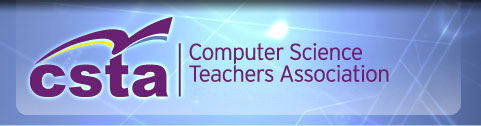 csta
Computer Science
Teachers Association